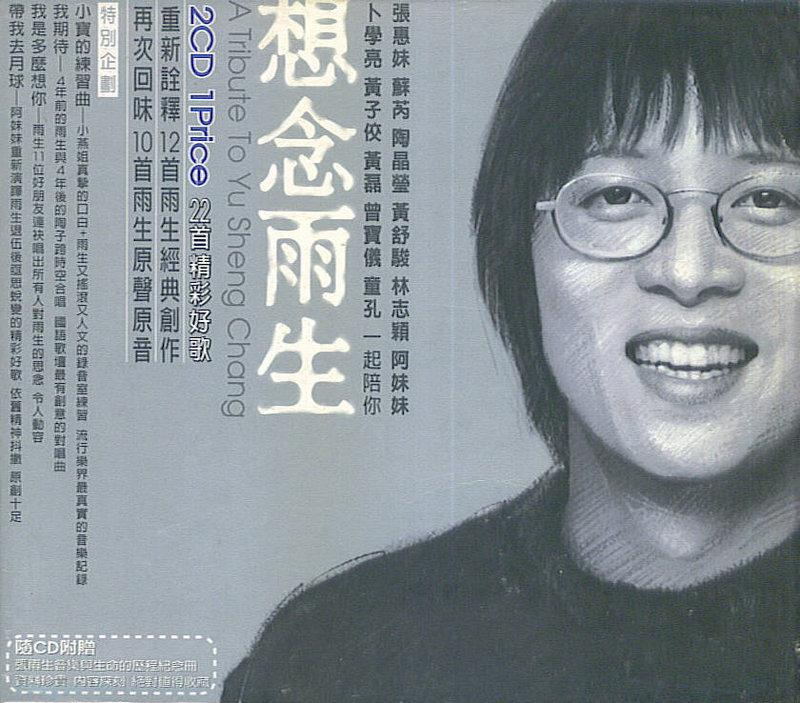 張惠妹 蘇芮 陶晶瑩 黃舒駿 林志穎 阿妹妹
卜學亮 黃子佼 黃磊 曾寶儀 童孔 一起陪你
想念雨生
A Tribute To Yu Sheng Chang
2CD 1Price 22首精彩好歌
重新詮釋12首雨生經典創作
再次回味10首雨生原聲原音
特別企劃
小寶的練習曲—小燕姐真摯的口白+雨生又搖滾又人文的錄音室練習 流行樂界最真實的音樂記錄
我期待—4年前的雨生與4年後的陶子跨時空合唱 國語歌壇最有創意的對唱曲
我是多麼想你—雨生11位好朋友連袂唱出所有人對雨生的思念 令人動容
帶我去月球—阿妹妹重新演譯雨生退伍後蓙思蛻變的精彩好歌 依舊精神抖擻 原創十足
隨CD附贈
張雨生音樂與生命的歷程紀念冊
資料珍貴 內容深刻 絕對值得收藏